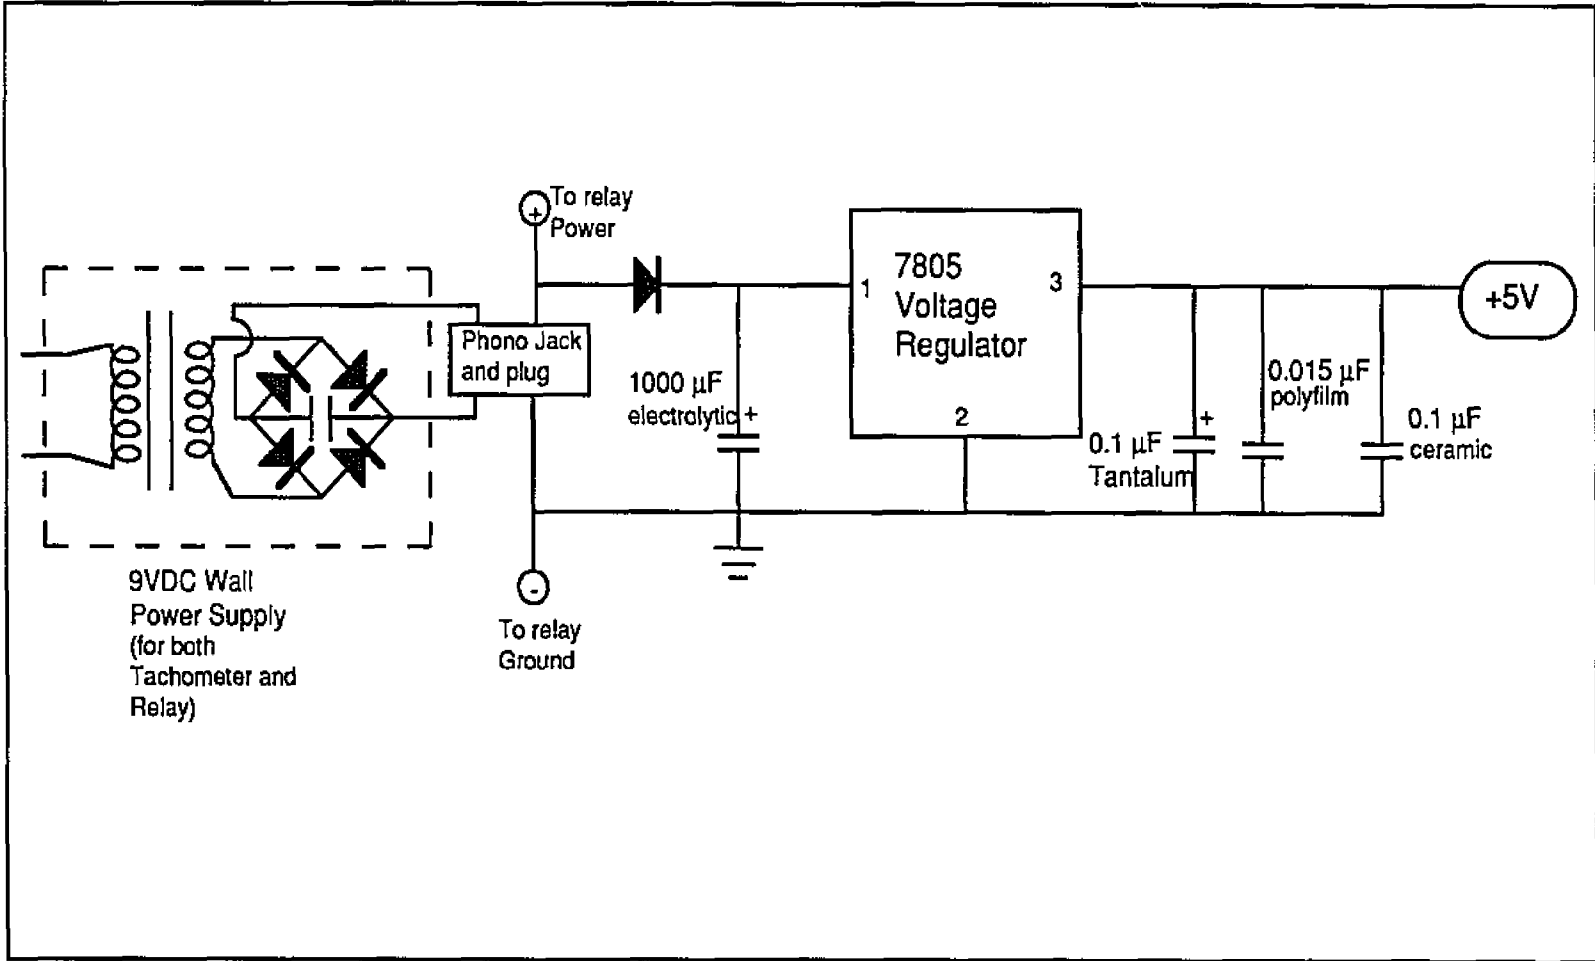 To relay
Power
+
7805
Voltage
Regulator
1
3
2
+5V
Phono Jack
and plug
1000 µF
electrolytic +
0.1 µF
Tantalum
+
0.015 µF
polyfilm
0.1 µF
ceramic
9VDC Wall
Power Supply
(for both
Tachometer and
Relay)
-
To relay
Ground